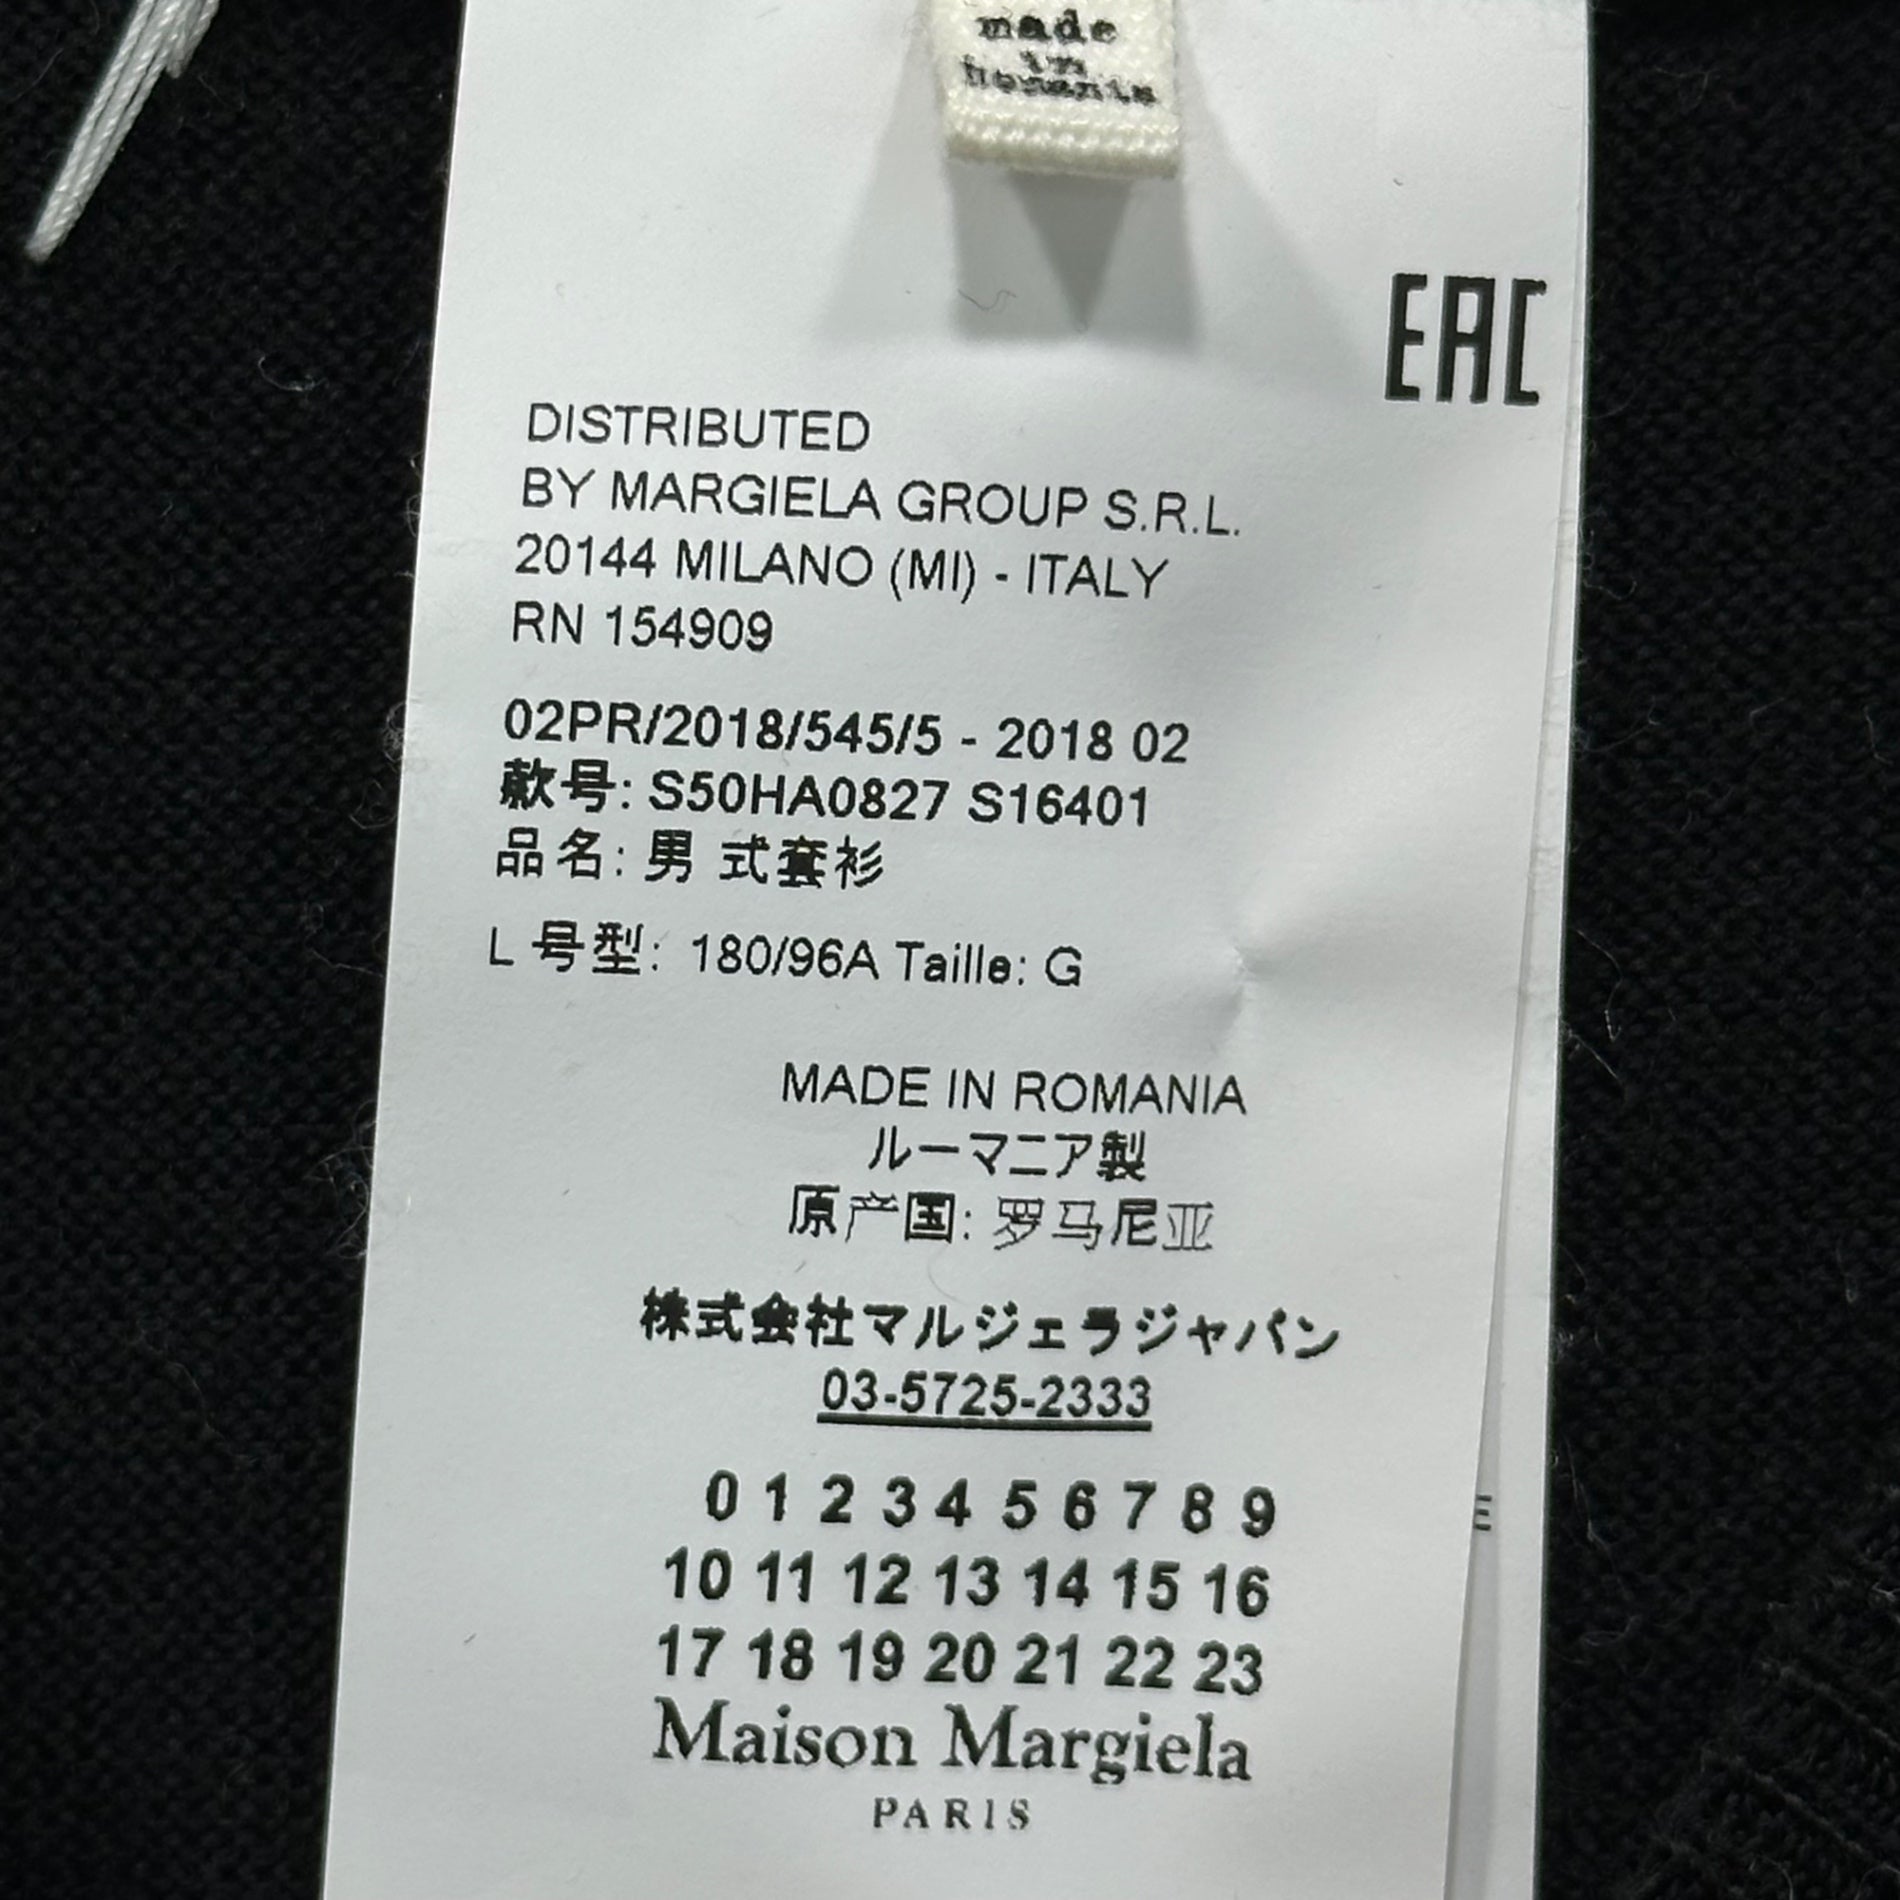 made
in
Romania
EAC
DISTRIBUTED
BY MARGIELA GROUP S.R.L.
20144 MILANO (MI) - ITALY
RN 154909
02PR/2018/545/5 - 2018 02
款号: S50HA0827 S16401
品名: 男 式套衫
L 号型: 180/96A Taille: G
MADE IN ROMANIA
ルーマニア製
原产国: 罗马尼亚
株式会社マルジェラジャパン
03-5725-2333
0 1 2 3 4 5 6 7 8 9
10 11 12 13 14 15 16
17 18 19 20 21 22 23
Maison Margiela
PARIS
E